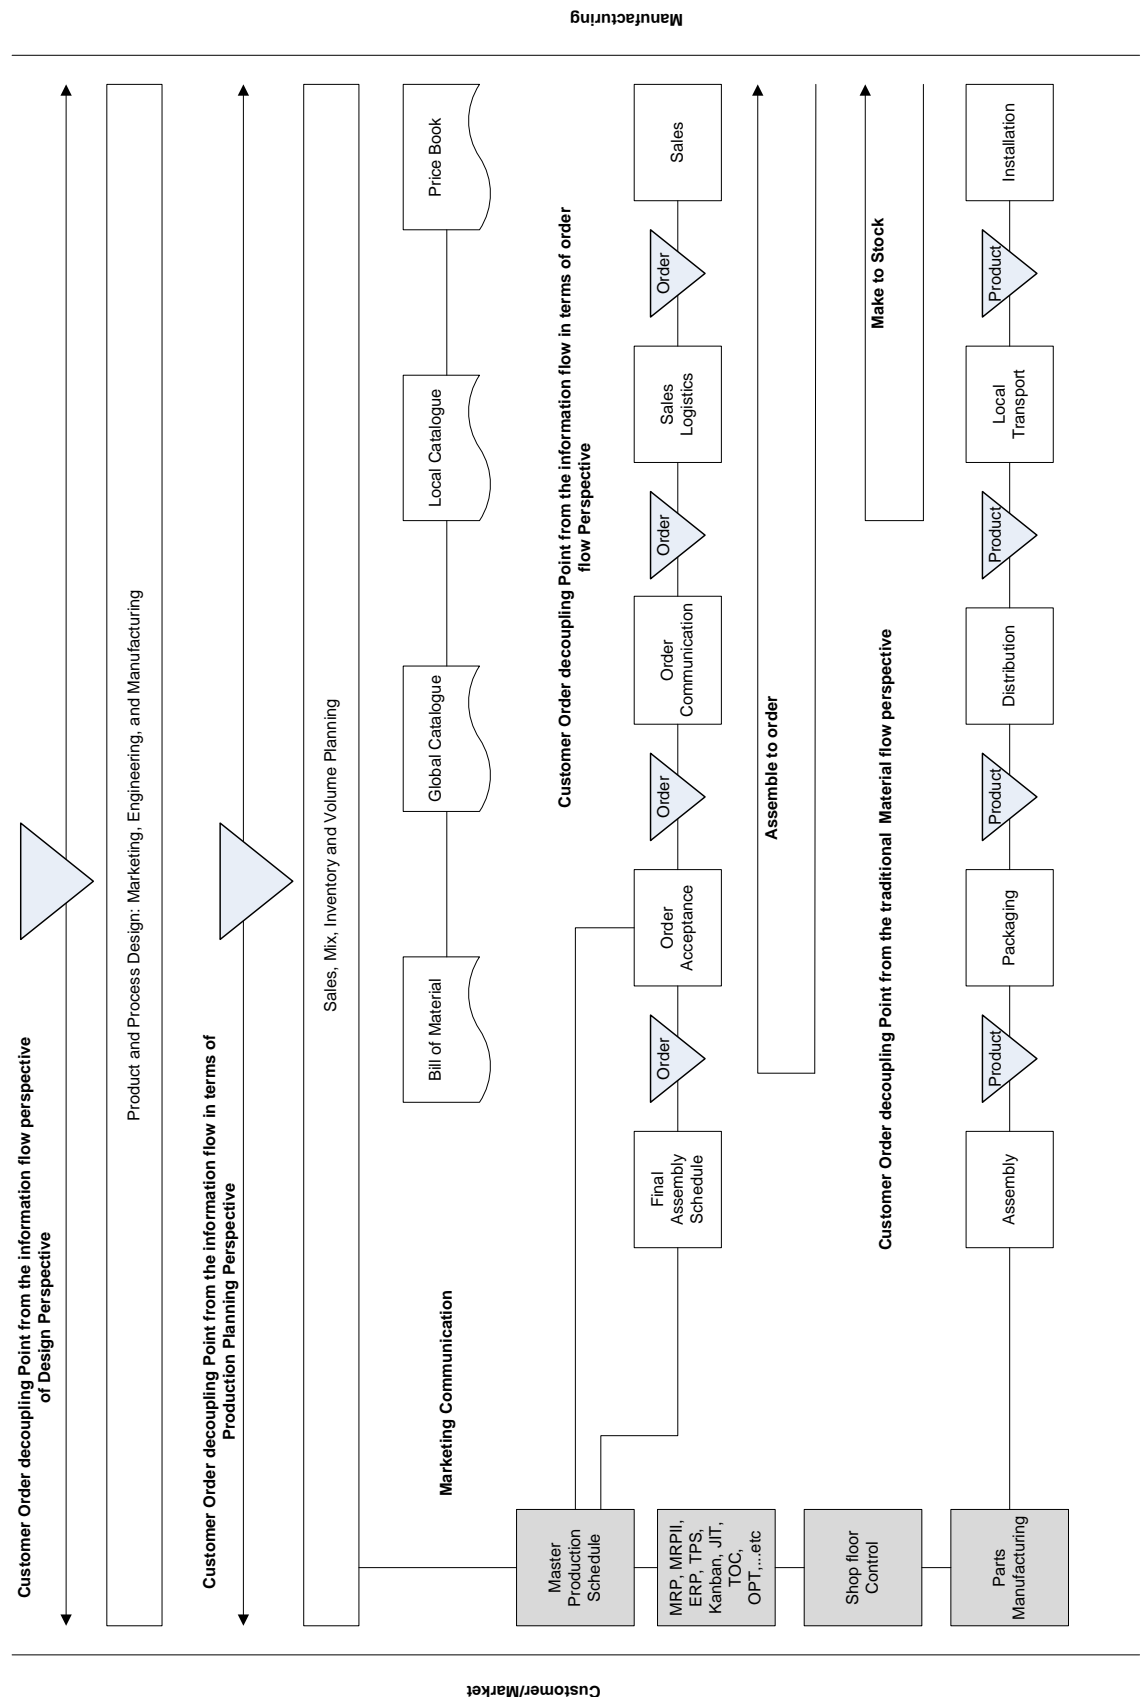 Manufacturing
Customer/Market
Customer Order decoupling Point from the information flow perspective
of Design Perspective
Product and Process Design: Marketing, Engineering, and Manufacturing
Customer Order decoupling Point from the information flow in terms of
Production Planning Perspective
Sales, Mix, Inventory and Volume Planning
Marketing Communication
Bill of Material
Global Catalogue
Local Catalogue
Price Book
Customer Order decoupling Point from the information flow in terms of order
flow Perspective
Master
Production
Schedule
Final
Assembly
Schedule
Order
Order
Acceptance
Order
Order
Communication
Order
Sales
Logistics
Order
Sales
MRP, MRPII,
ERP, TPS,
Kanban, JIT,
TOC,
OPT,...etc
Assemble to order
Shop floor
Control
Make to Stock
Customer Order decoupling Point from the traditional Material flow perspective
Parts
Manufacturing
Assembly
Product
Packaging
Product
Distribution
Product
Local
Transport
Product
Installation